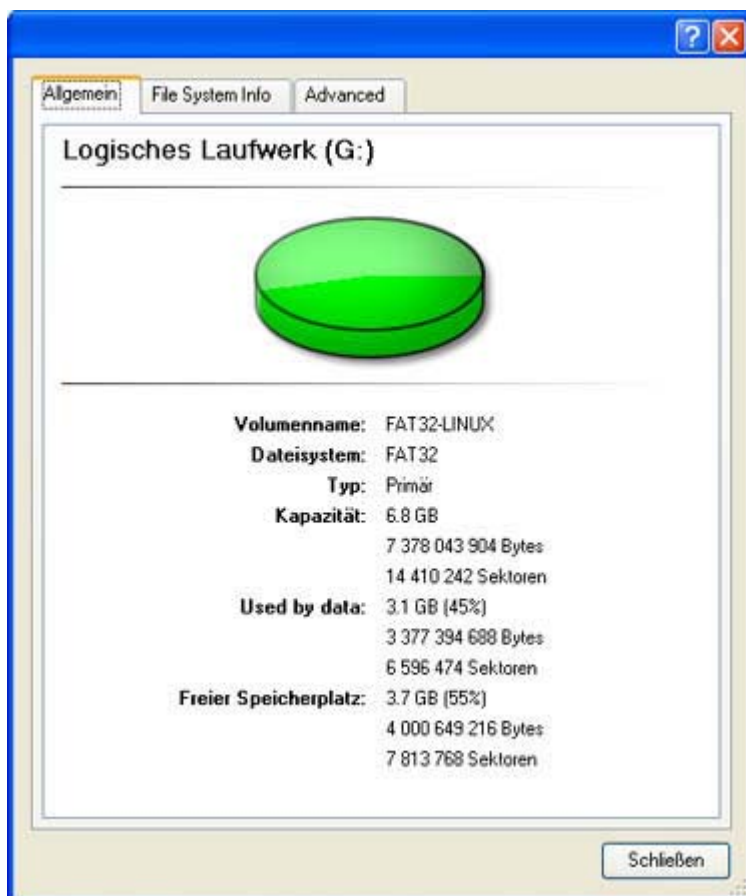 Allgemein File System Info Advanced
Logisches Laufwerk (G:)
Volumenname: FAT32-LINUX
Dateisystem: FAT32
Typ: Primär
Kapazität: 6.8 GB
7 378 043 904 Bytes
14 410 242 Sektoren
Used by data: 3.1 GB (45%)
3 377 394 688 Bytes
6 596 474 Sektoren
Freier Speicherplatz: 3.7 GB (55%)
4 000 649 216 Bytes
7 813 768 Sektoren
Schließen